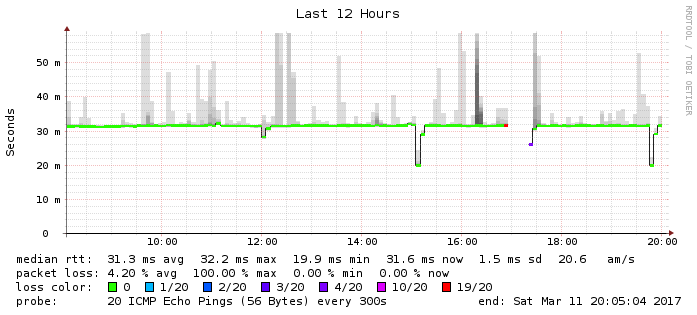 Last 12 Hours
RRDTOOL / TOBI OETIKER
Seconds
50 m
40 m
30 m
20 m
10 m
0
10:00 12:00 14:00 16:00 18:00 20:00
median rtt: 31.3 ms avg 32.2 ms max 19.9 ms min 31.6 ms now 1.5 ms sd 20.6 am/s
packet loss: 4.20 % avg 100.00 % max 0.00 % min 0.00 % now
loss color: 0 1/20 2/20 3/20 4/20 10/20 19/20
probe: 20 ICMP Echo Pings (56 Bytes) every 300s end: Sat Mar 11 20:05:04 2017